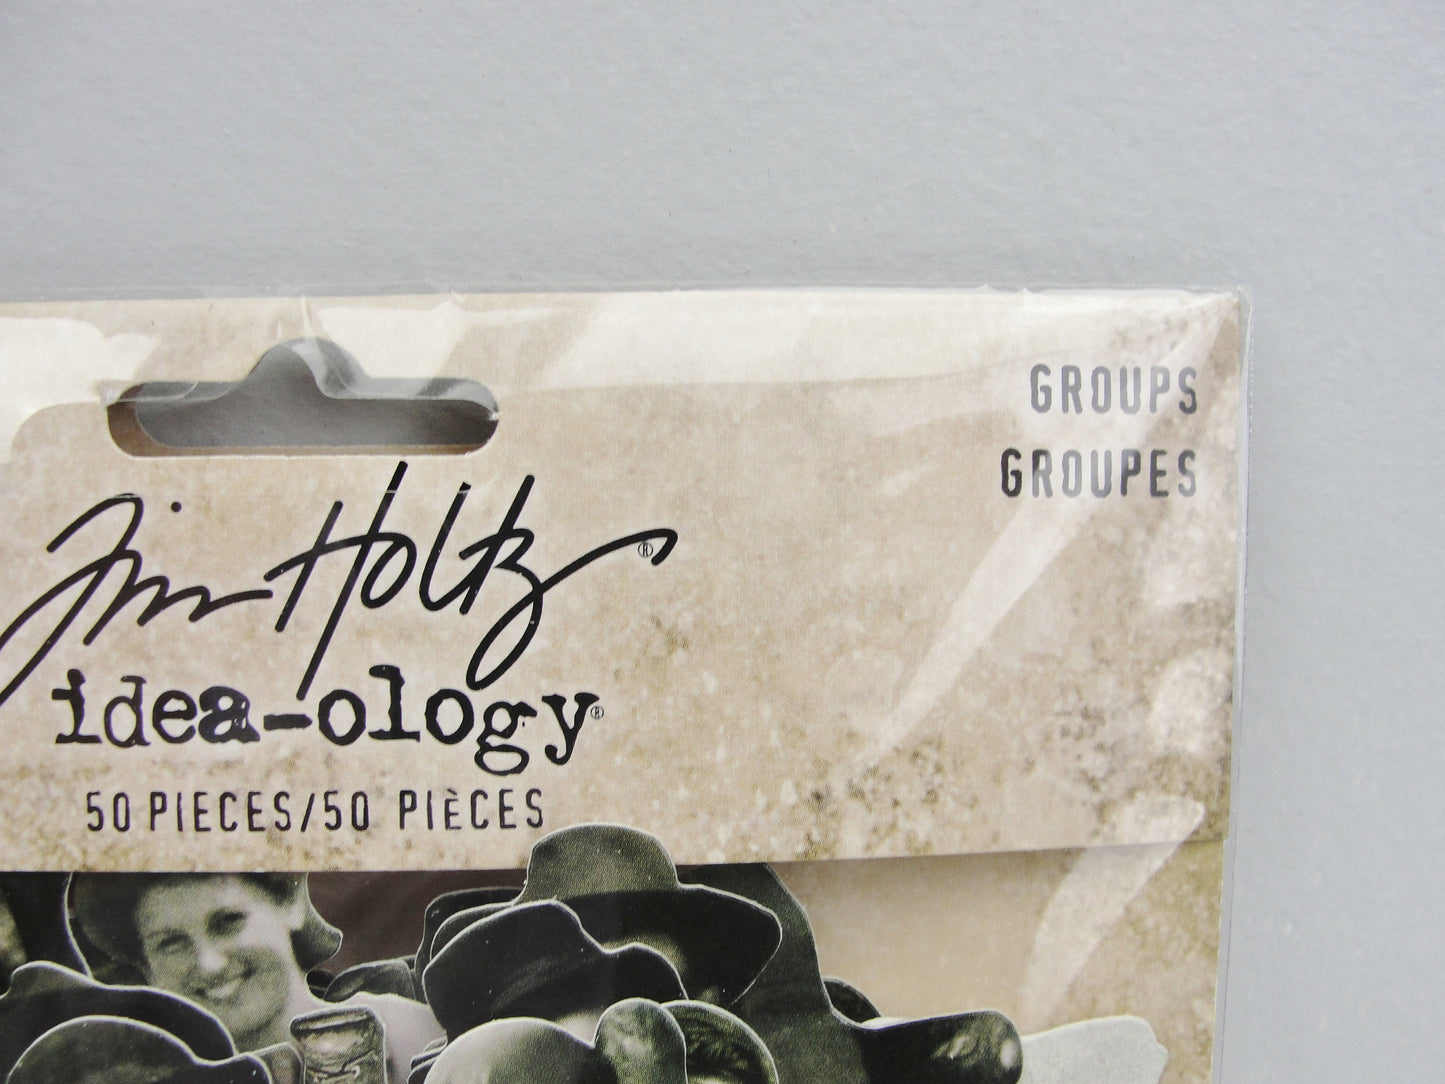 GROUPS
GROUPES
Tim Holtz®
idea-ology®
50 PIECES/50 PIÈCES